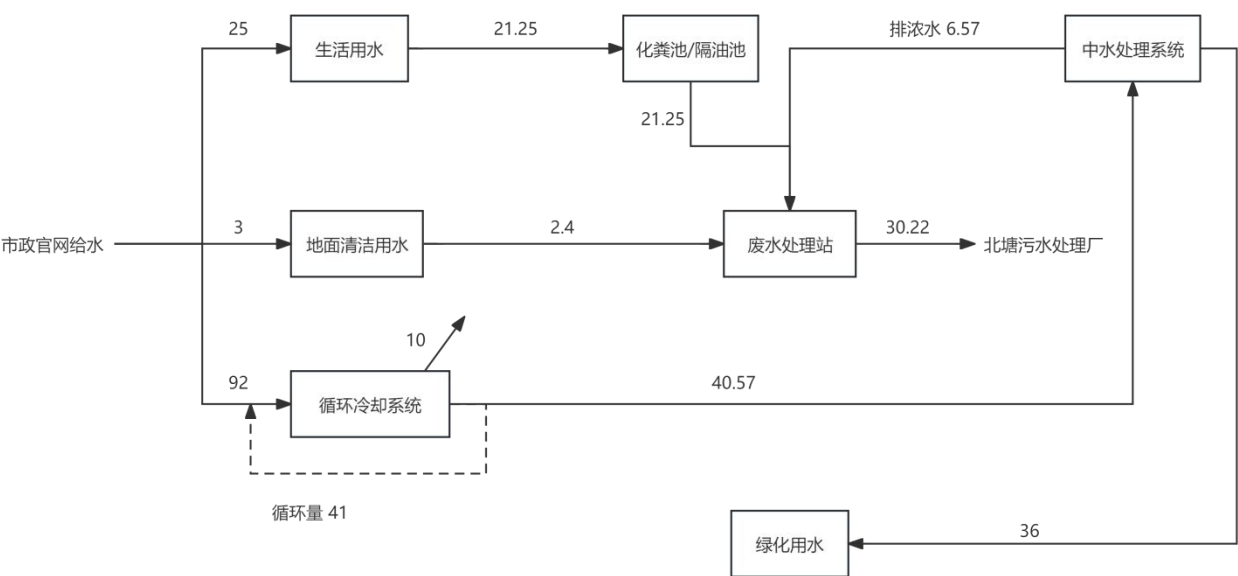 25
生活用水
21.25
化粪池/隔油池
排浓水 6.57
中水处理系统
21.25
市政官网给水
3
地面清洁用水
2.4
废水处理站
30.22
北塘污水处理厂
10
92
循环冷却系统
40.57
循环量 41
绿化用水
36